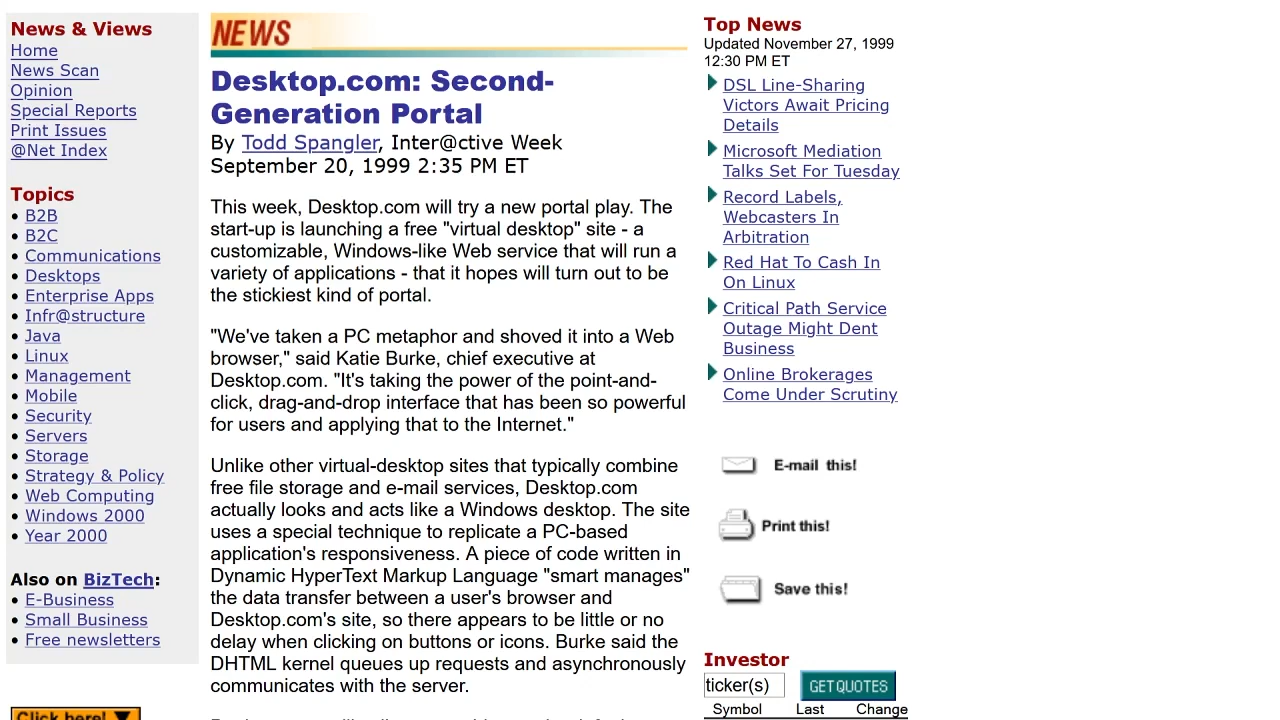 News & Views
Home
News Scan
Opinion
Special Reports
Print Issues
@Net Index
Topics
• B2B
• B2C
• Communications
• Desktops
• Enterprise Apps
• Infr@structure
• Java
• Linux
• Management
• Mobile
• Security
• Servers
• Storage
• Strategy & Policy
• Web Computing
• Windows 2000
• Year 2000
Also on BizTech:
• E-Business
• Small Business
• Free newsletters
Click here!
NEWS
Desktop.com: Second-
Generation Portal
By Todd Spangler, Inter@ctive Week
September 20, 1999 2:35 PM ET
This week, Desktop.com will try a new portal play. The
start-up is launching a free "virtual desktop" site - a
customizable, Windows-like Web service that will run a
variety of applications - that it hopes will turn out to be
the stickiest kind of portal.
"We've taken a PC metaphor and shoved it into a Web
browser," said Katie Burke, chief executive at
Desktop.com. "It's taking the power of the point-and-
click, drag-and-drop interface that has been so powerful
for users and applying that to the Internet."
Unlike other virtual-desktop sites that typically combine
free file storage and e-mail services, Desktop.com
actually looks and acts like a Windows desktop. The site
uses a special technique to replicate a PC-based
application's responsiveness. A piece of code written in
Dynamic HyperText Markup Language "smart manages"
the data transfer between a user's browser and
Desktop.com's site, so there appears to be little or no
delay when clicking on buttons or icons. Burke said the
DHTML kernel queues up requests and asynchronously
communicates with the server.
Top News
Updated November 27, 1999
12:30 PM ET
DSL Line-Sharing
Victors Await Pricing
Details
Microsoft Mediation
Talks Set For Tuesday
Record Labels,
Webcasters In
Arbitration
Red Hat To Cash In
On Linux
Critical Path Service
Outage Might Dent
Business
Online Brokerages
Come Under Scrutiny
E-mail this!
Print this!
Save this!
Investor
ticker(s) GET QUOTES
Symbol Last Change